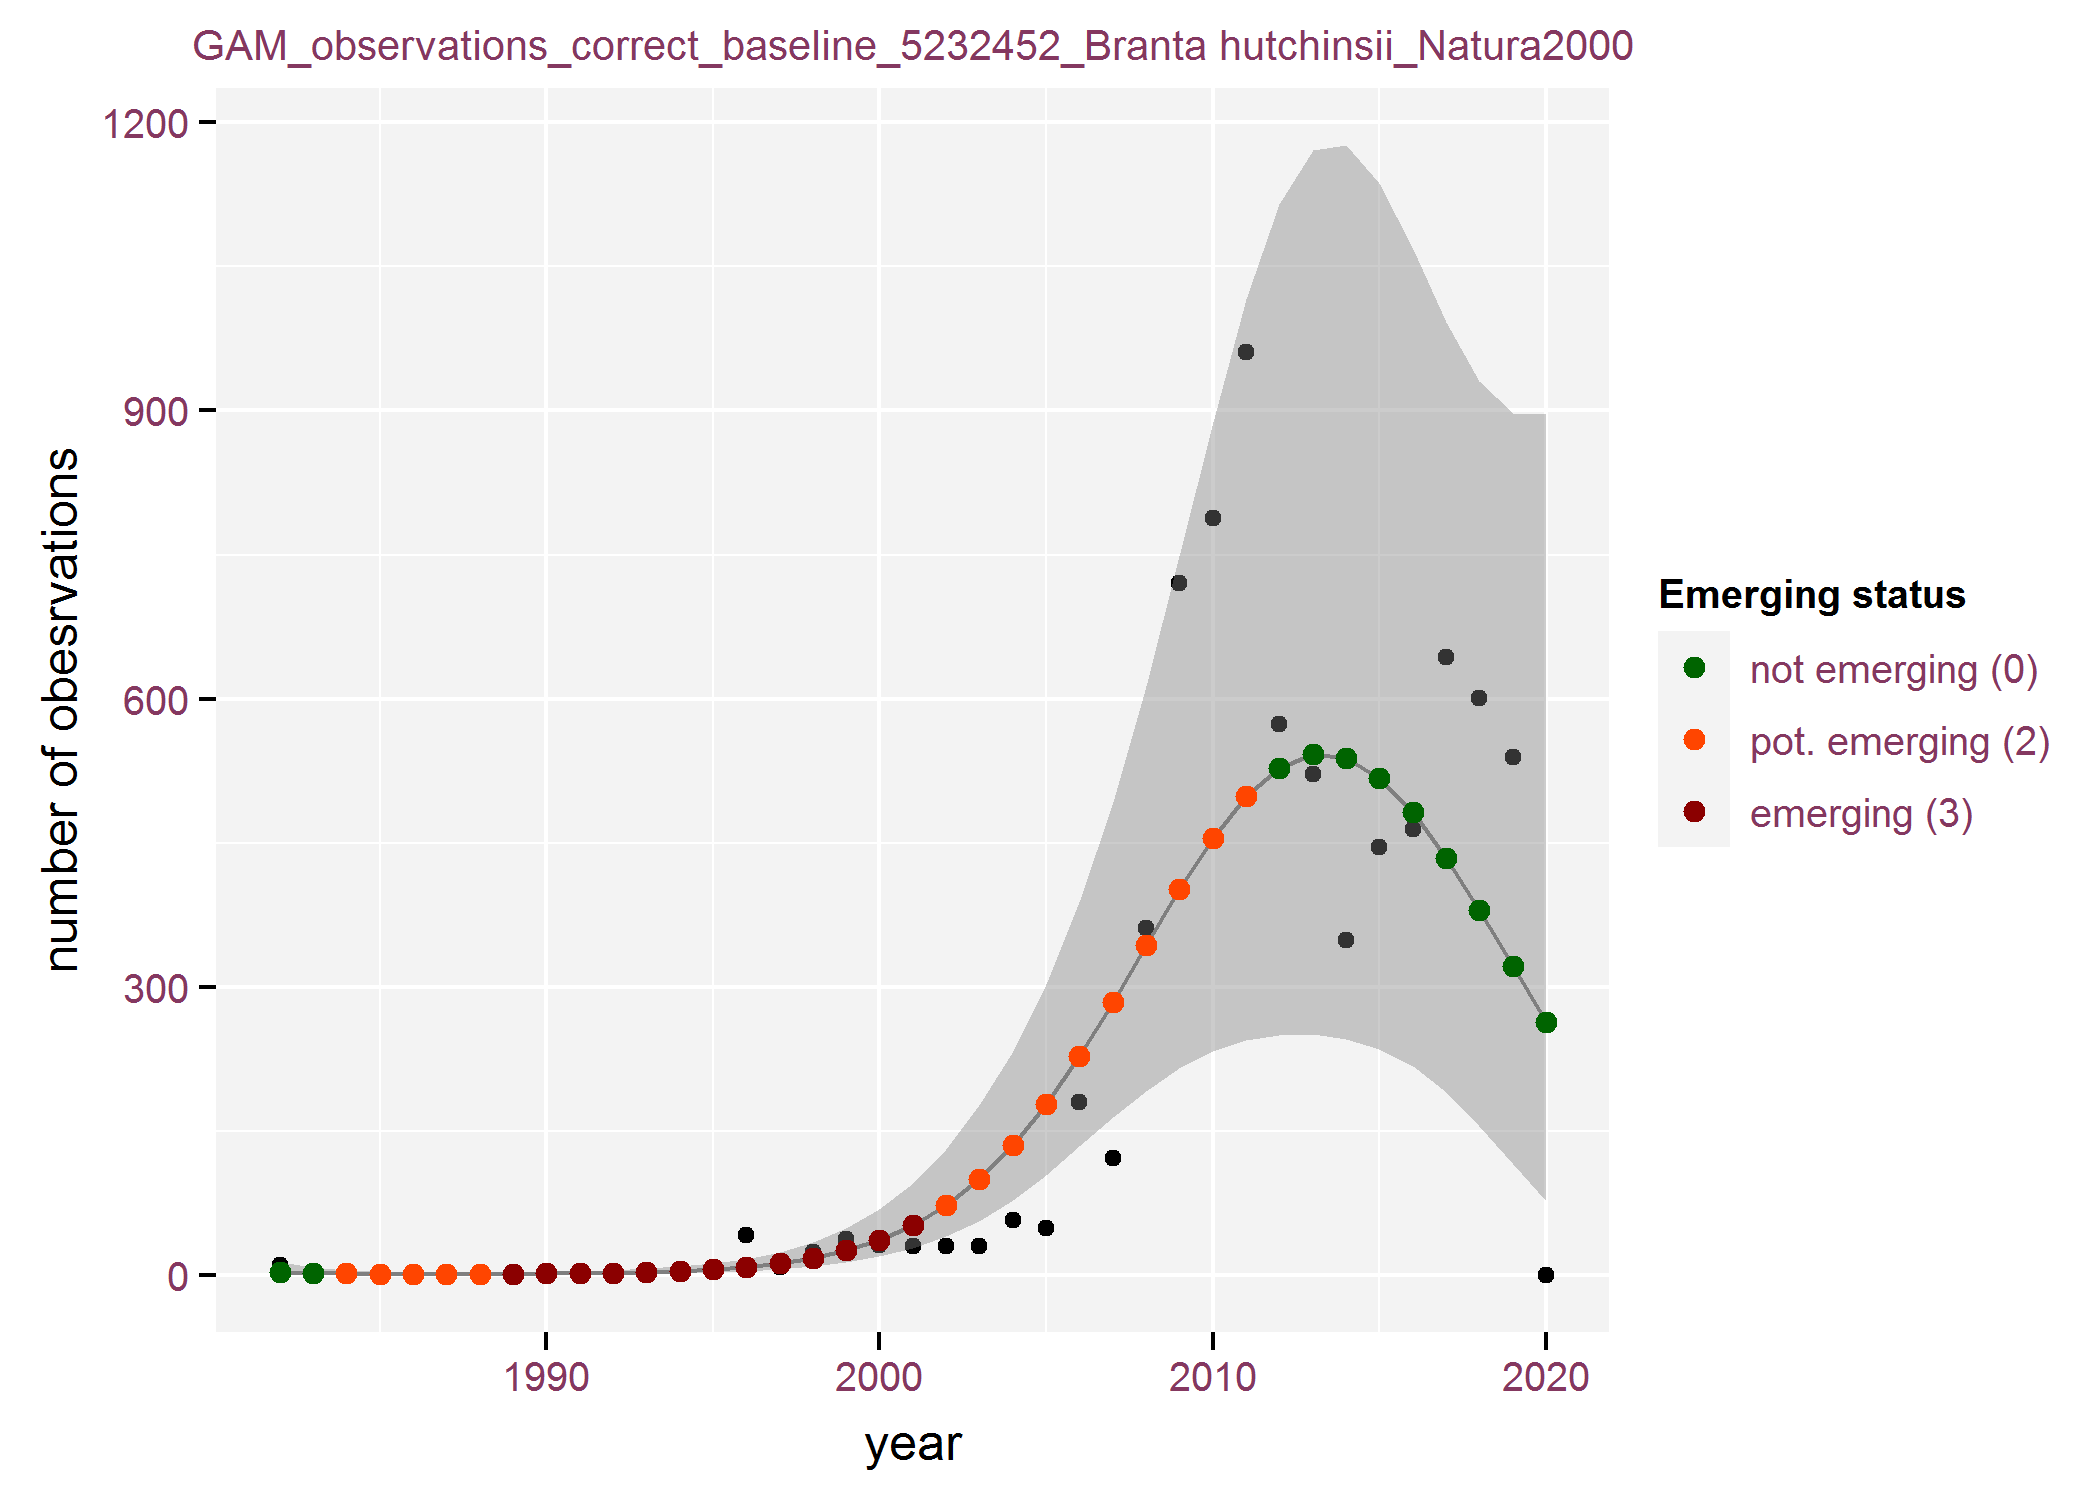 GAM_observations_correct_baseline_5232452_Branta hutchinsii_Natura2000
number of obesrvations
1200
900
600
300
0
1990 2000 2010 2020
year
Emerging status
not emerging (0)
pot. emerging (2)
emerging (3)